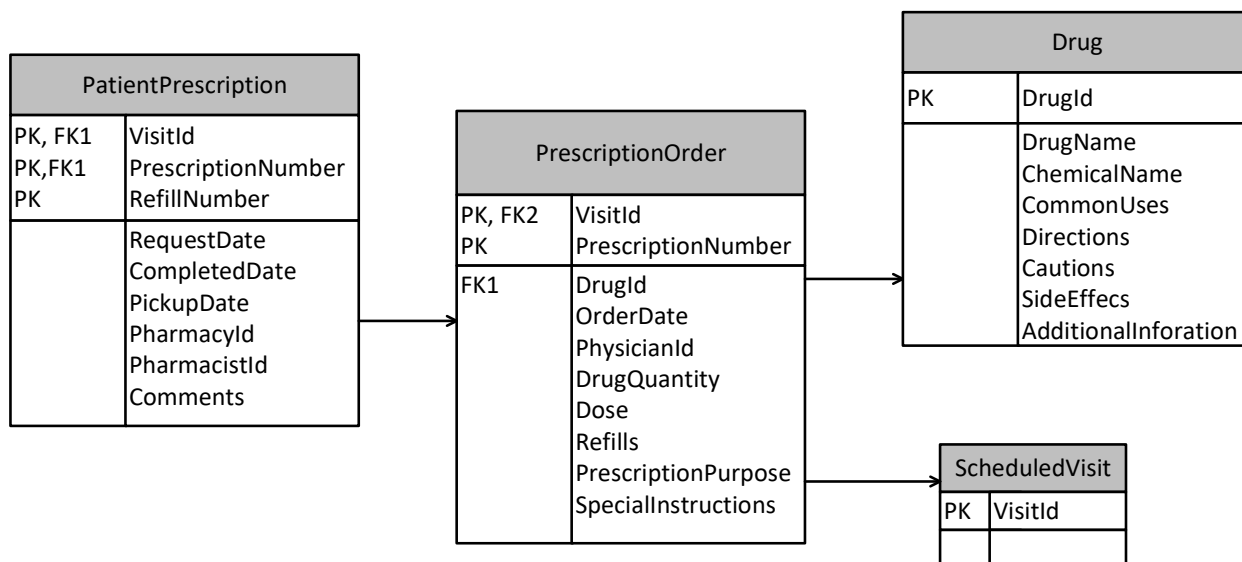 PatientPrescription
PK, FK1 VisitId
PK,FK1 PrescriptionNumber
PK RefillNumber
RequestDate
CompletedDate
PickupDate
PharmacyId
PharmacistId
Comments
PrescriptionOrder
PK, FK2 VisitId
PK PrescriptionNumber
FK1 DrugId
OrderDate
PhysicianId
DrugQuantity
Dose
Refills
PrescriptionPurpose
SpecialInstructions
Drug
PK DrugId
DrugName
ChemicalName
CommonUses
Directions
Cautions
SideEffecs
AdditionalInforation
ScheduledVisit
PK VisitId